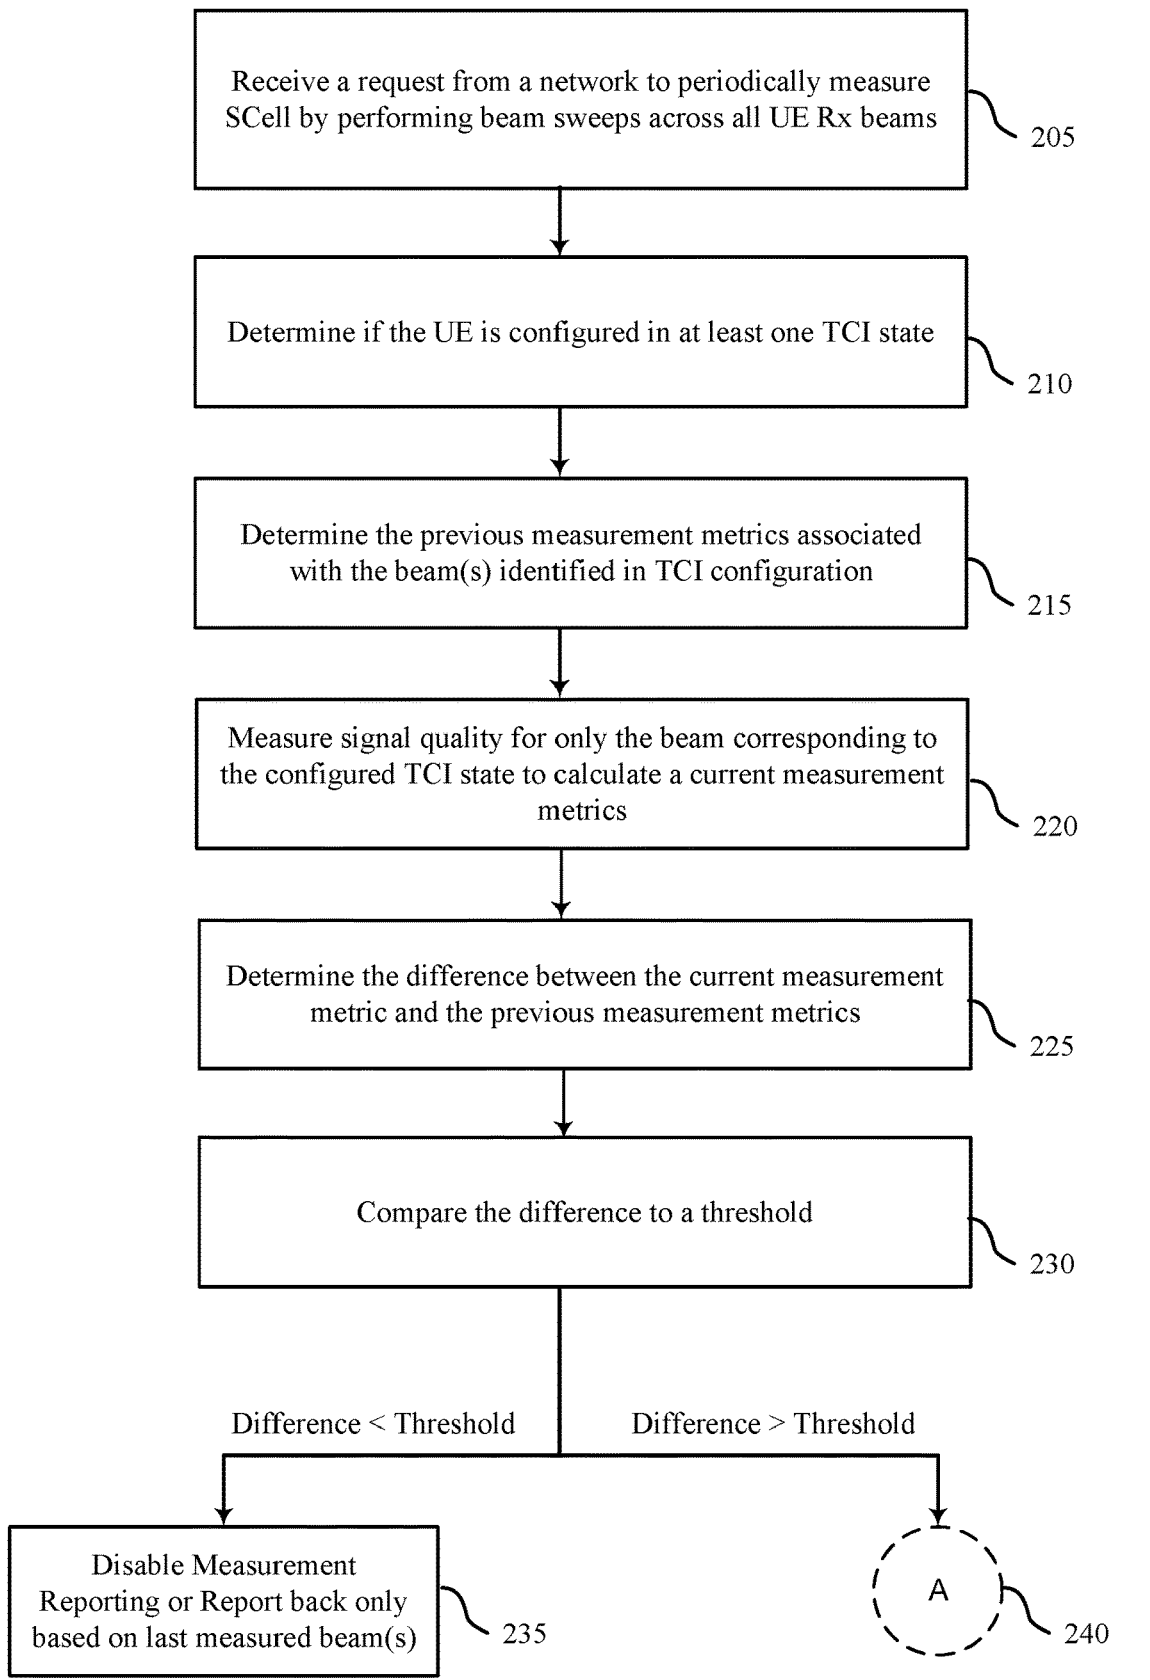 Receive a request from a network to periodically measure
SCell by performing beam sweeps across all UE Rx beams
205
Determine if the UE is configured in at least one TCI state
210
Determine the previous measurement metrics associated
with the beam(s) identified in TCI configuration
215
Measure signal quality for only the beam corresponding to
the configured TCI state to calculate a current measurement
metrics
220
Determine the difference between the current measurement
metric and the previous measurement metrics
225
Compare the difference to a threshold
230
Difference < Threshold
Difference > Threshold
Disable Measurement
Reporting or Report back only
based on last measured beam(s)
235
A
240